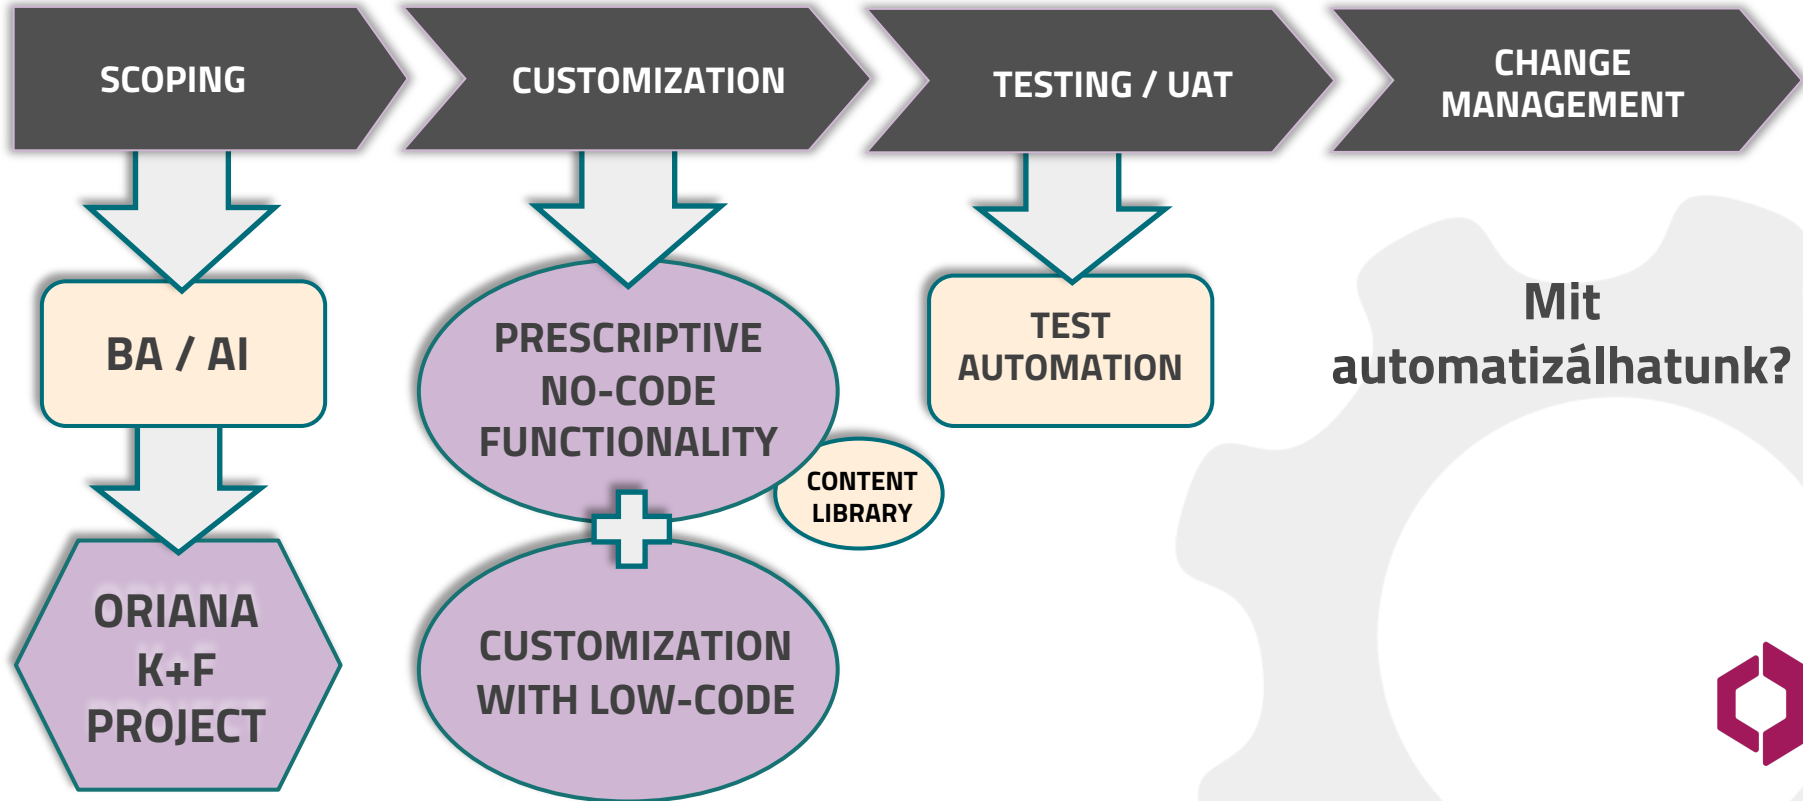 SCOPING
CUSTOMIZATION
TESTING / UAT
CHANGE
MANAGEMENT
BA / AI
PRESCRIPTIVE
NO-CODE
FUNCTIONALITY
CONTENT
LIBRARY
TEST
AUTOMATION
Mit
automatizálhatunk?
ORIANA
K+F
PROJECT
CUSTOMIZATION
WITH LOW-CODE